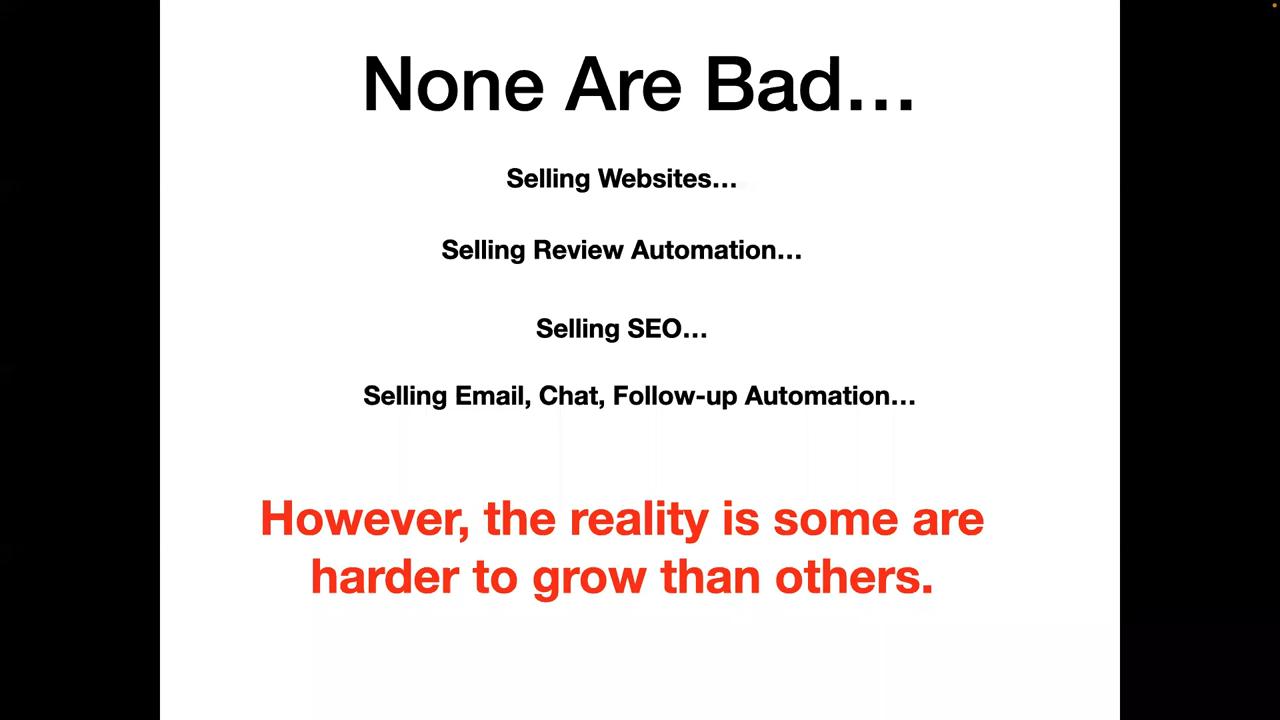 None Are Bad…
Selling Websites…
Selling Review Automation…
Selling SEO…
Selling Email, Chat, Follow-up Automation…
However, the reality is some are
harder to grow than others.